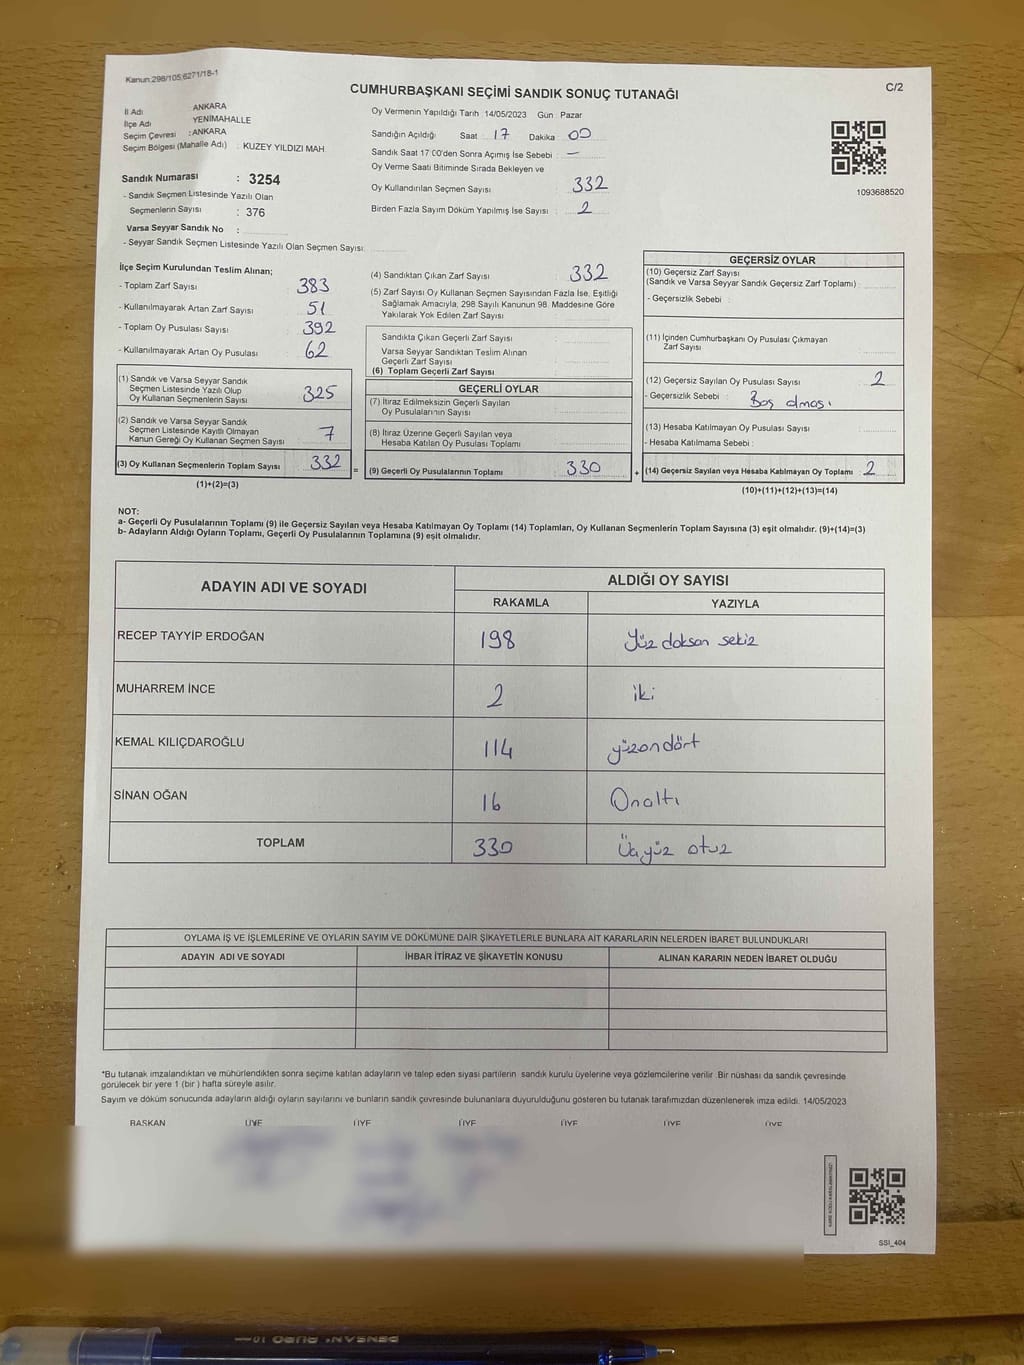 Kanun:298/105;6271/18-1
CUMHURBAŞKANI SEÇİMİ SANDIK SONUÇ TUTANAĞI
C/2
İl Adı ANKARA
İlçe Adı YENİMAHALLE
Seçim Çevresi :ANKARA
Seçim Bölgesi (Mahalle Adı) KUZEY YILDIZI MAH.
Oy Vermenin Yapıldığı Tarih :14/05/2023 Gün : Pazar
Sandığın Açıldığı Saat : 17 Dakika 00
Sandık Saat 17:00'den Sonra Açımış İse Sebebi : —
Oy Verme Saati Bitiminde Sırada Bekleyen ve
Oy Kullandırılan Seçmen Sayısı : 332
Birden Fazla Sayım Döküm Yapılmış İse Sayısı : 2
1093688520
Sandık Numarası : 3254
- Sandık Seçmen Listesinde Yazılı Olan
Seçmenlerin Sayısı : 376
Varsa Seyyar Sandık No :
- Seyyar Sandık Seçmen Listesinde Yazılı Olan Seçmen Sayısı:
İlçe Seçim Kurulundan Teslim Alınan;
- Toplam Zarf Sayısı : 383
- Kullanılmayarak Artan Zarf Sayısı : 51
- Toplam Oy Pusulası Sayısı : 392
- Kullanılmayarak Artan Oy Pusulası : 62
(1) Sandık ve Varsa Seyyar Sandık
Seçmen Listesinde Yazılı Olup
Oy Kullanan Seçmenlerin Sayısı : 325
(2) Sandık ve Varsa Seyyar Sandık
Seçmen Listesinde Kayıtlı Olmayan
Kanun Gereği Oy Kullanan Seçmen Sayısı : 7
(3) Oy Kullanan Seçmenlerin Toplam Sayısı : 332
(1)+(2)=(3)
=
(4) Sandıktan Çıkan Zarf Sayısı : 332
(5) Zarf Sayısı Oy Kullanan Seçmen Sayısından Fazla İse, Eşitliği
Sağlamak Amacıyla, 298 Sayılı Kanunun 98. Maddesine Göre
Yakılarak Yok Edilen Zarf Sayısı :
Sandıkta Çıkan Geçerli Zarf Sayısı :
Varsa Seyyar Sandıktan Teslim Alınan
Geçerli Zarf Sayısı :
(6) Toplam Geçerli Zarf Sayısı :
GEÇERLİ OYLAR
(7) İtiraz Edilmeksizin Geçerli Sayılan
Oy Pusulalarının Sayısı :
(8) İtiraz Üzerine Geçerli Sayılan veya
Hesaba Katılan Oy Pusulası Toplamı :
(9) Geçerli Oy Pusulalarının Toplamı : 330
+
GEÇERSİZ OYLAR
(10) Geçersiz Zarf Sayısı
(Sandık ve Varsa Seyyar Sandık Geçersiz Zarf Toplamı) :
- Geçersizlik Sebebi :
(11) İçinden Cumhurbaşkanı Oy Pusulası Çıkmayan
Zarf Sayısı :
(12) Geçersiz Sayılan Oy Pusulası Sayısı : 2
- Geçersizlik Sebebi : Boş olması
(13) Hesaba Katılmayan Oy Pusulası Sayısı :
- Hesaba Katılmama Sebebi :
(14) Geçersiz Sayılan veya Hesaba Katılmayan Oy Toplamı : 2
(10)+(11)+(12)+(13)=(14)
NOT:
a- Geçerli Oy Pusulalarının Toplamı (9) ile Geçersiz Sayılan veya Hesaba Katılmayan Oy Toplamı (14) Toplamları, Oy Kullanan Seçmenlerin Toplam Sayısına (3) eşit olmalıdır. (9)+(14)=(3)
b- Adayların Aldığı Oyların Toplamı, Geçerli Oy Pusulalarının Toplamına (9) eşit olmalıdır.
ADAYIN ADI VE SOYADI ALDIĞI OY SAYISI
RAKAMLA YAZIYLA
RECEP TAYYİP ERDOĞAN 198 Yüz doksan sekiz
MUHARREM İNCE 2 iki
KEMAL KILIÇDAROĞLU 114 yüzondört
SİNAN OĞAN 16 Onaltı
TOPLAM 330 Üçyüz otuz
OYLAMA İŞ VE İŞLEMLERİNE VE OYLARIN SAYIM VE DÖKÜMÜNE DAİR ŞİKAYETLERLE BUNLARA AİT KARARLARIN NELERDEN İBARET BULUNDUKLARI
ADAYIN ADI VE SOYADI İHBAR İTİRAZ VE ŞİKAYETİN KONUSU ALINAN KARARIN NEDEN İBARET OLDUĞU
*Bu tutanak imzalandıktan ve mühürlendikten sonra seçime katılan adayların ve talep eden siyasi partilerin sandık kurulu üyelerine veya gözlemcilerine verilir. Bir nüshası da sandık çevresinde
görülecek bir yere 1 (bir ) hafta süreyle asılır.
Sayım ve döküm sonucunda adayların aldığı oyların sayılarını ve bunların sandık çevresinde bulunanlara duyurulduğunu gösteren bu tutanak tarafımızdan düzenlenerek imza edildi. 14/05/2023
BAŞKAN ÜYE ÜYE ÜYE ÜYE ÜYE ÜYE
SSI_404